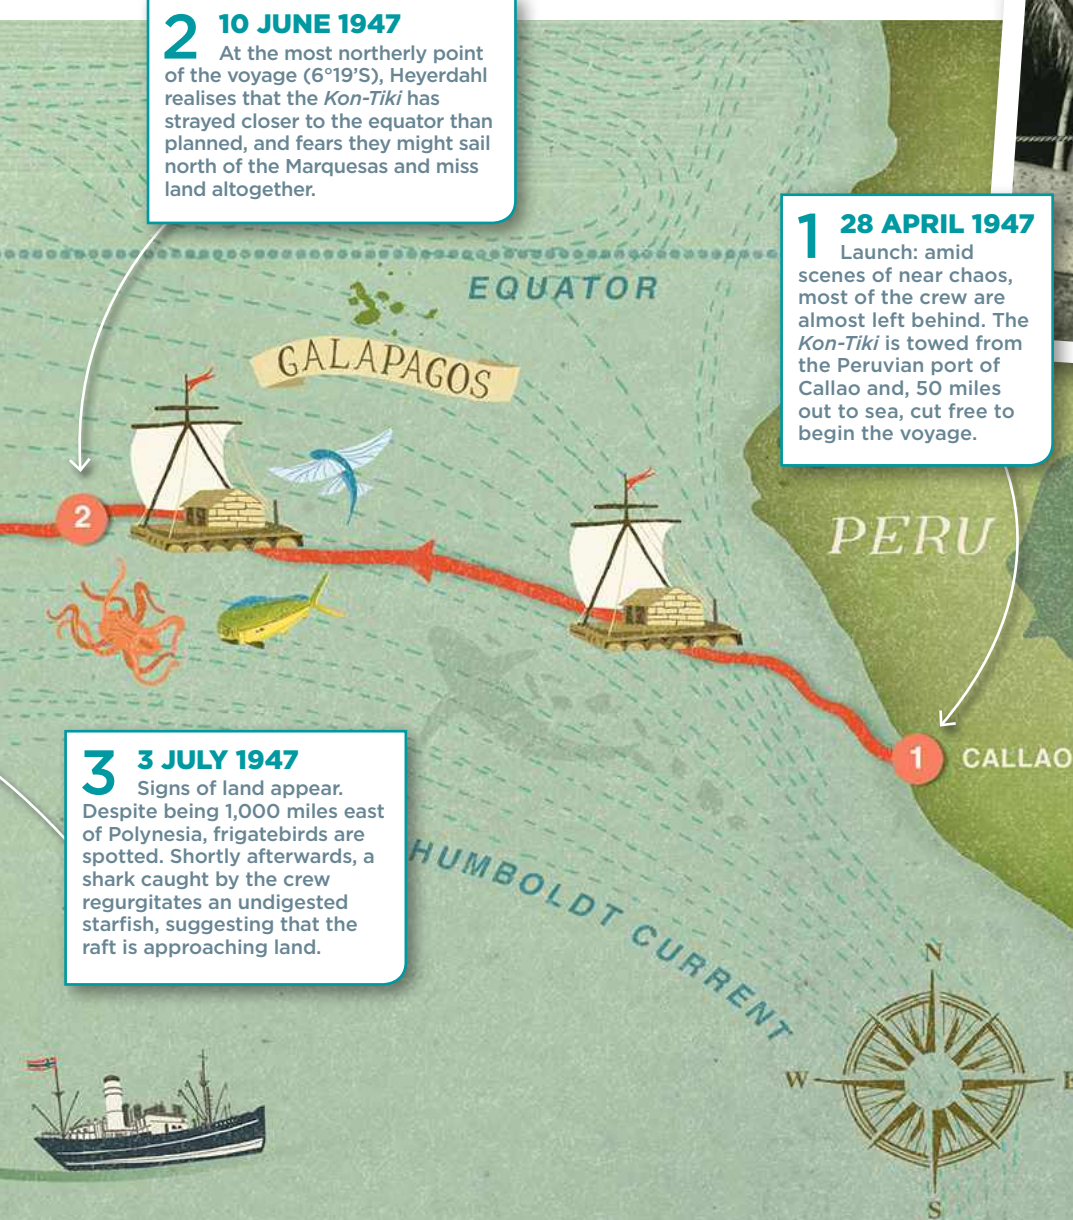 2 10 JUNE 1947
At the most northerly point
of the voyage (6°19’S), Heyerdahl
realises that the Kon-Tiki has
strayed closer to the equator than
planned, and fears they might sail
north of the Marquesas and miss
land altogether.
1 28 APRIL 1947
Launch: amid
scenes of near chaos,
most of the crew are
almost left behind. The
Kon-Tiki is towed from
the Peruvian port of
Callao and, 50 miles
out to sea, cut free to
begin the voyage.
EQUATOR
GALAPAGOS
2
PERU
1 CALLAO
3 3 JULY 1947
Signs of land appear.
Despite being 1,000 miles east
of Polynesia, frigatebirds are
spotted. Shortly afterwards, a
shark caught by the crew
regurgitates an undigested
starfish, suggesting that the
raft is approaching land.
HUMBOLDT CURRENT
N
W E
S